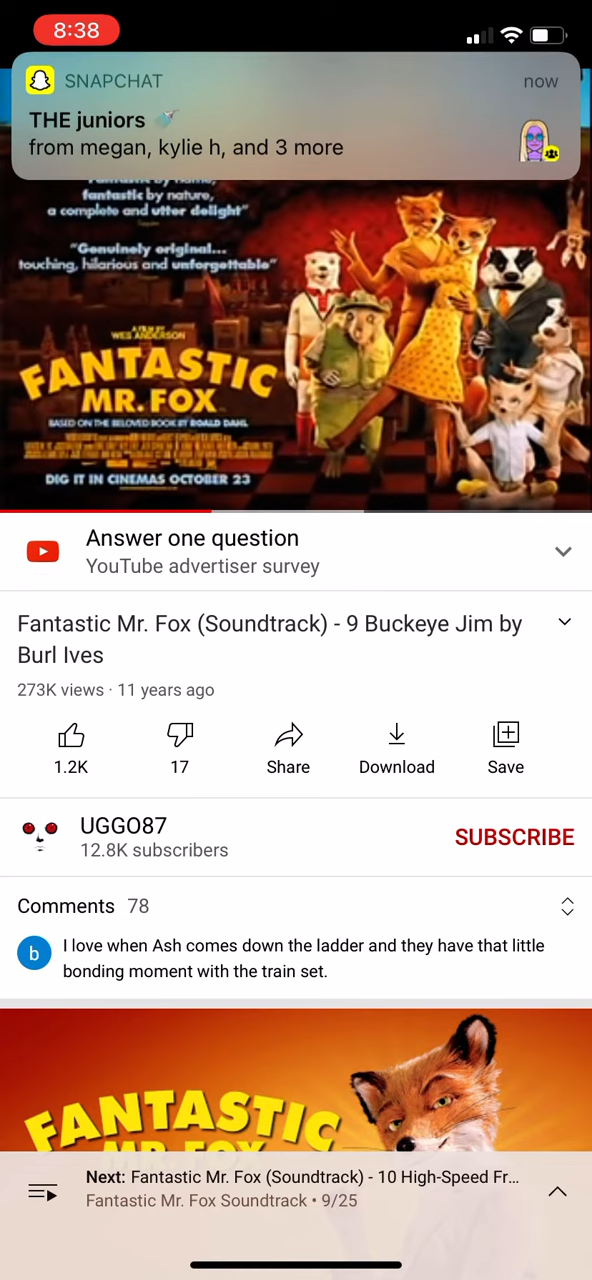 8:38
SNAPCHAT
now
THE juniors
from megan, kylie h, and 3 more
fantastic by nature,
a complete and utter delight”
“Genuinely original...
touching, hilarious and unforgettable”
A FILM BY
WES ANDERSON
FANTASTIC
MR. FOX
BASED ON THE BELOVED BOOK BY ROALD DAHL
DIG IT IN CINEMAS OCTOBER 23
Answer one question
YouTube advertiser survey
Fantastic Mr. Fox (Soundtrack) - 9 Buckeye Jim by
Burl Ives
273K views · 11 years ago
1.2K
17
Share
Download
Save
UGGO87
12.8K subscribers
SUBSCRIBE
Comments 78
b
I love when Ash comes down the ladder and they have that little
bonding moment with the train set.
FANTASTIC
MR. FOX
Next: Fantastic Mr. Fox (Soundtrack) - 10 High-Speed Fr...
Fantastic Mr. Fox Soundtrack • 9/25